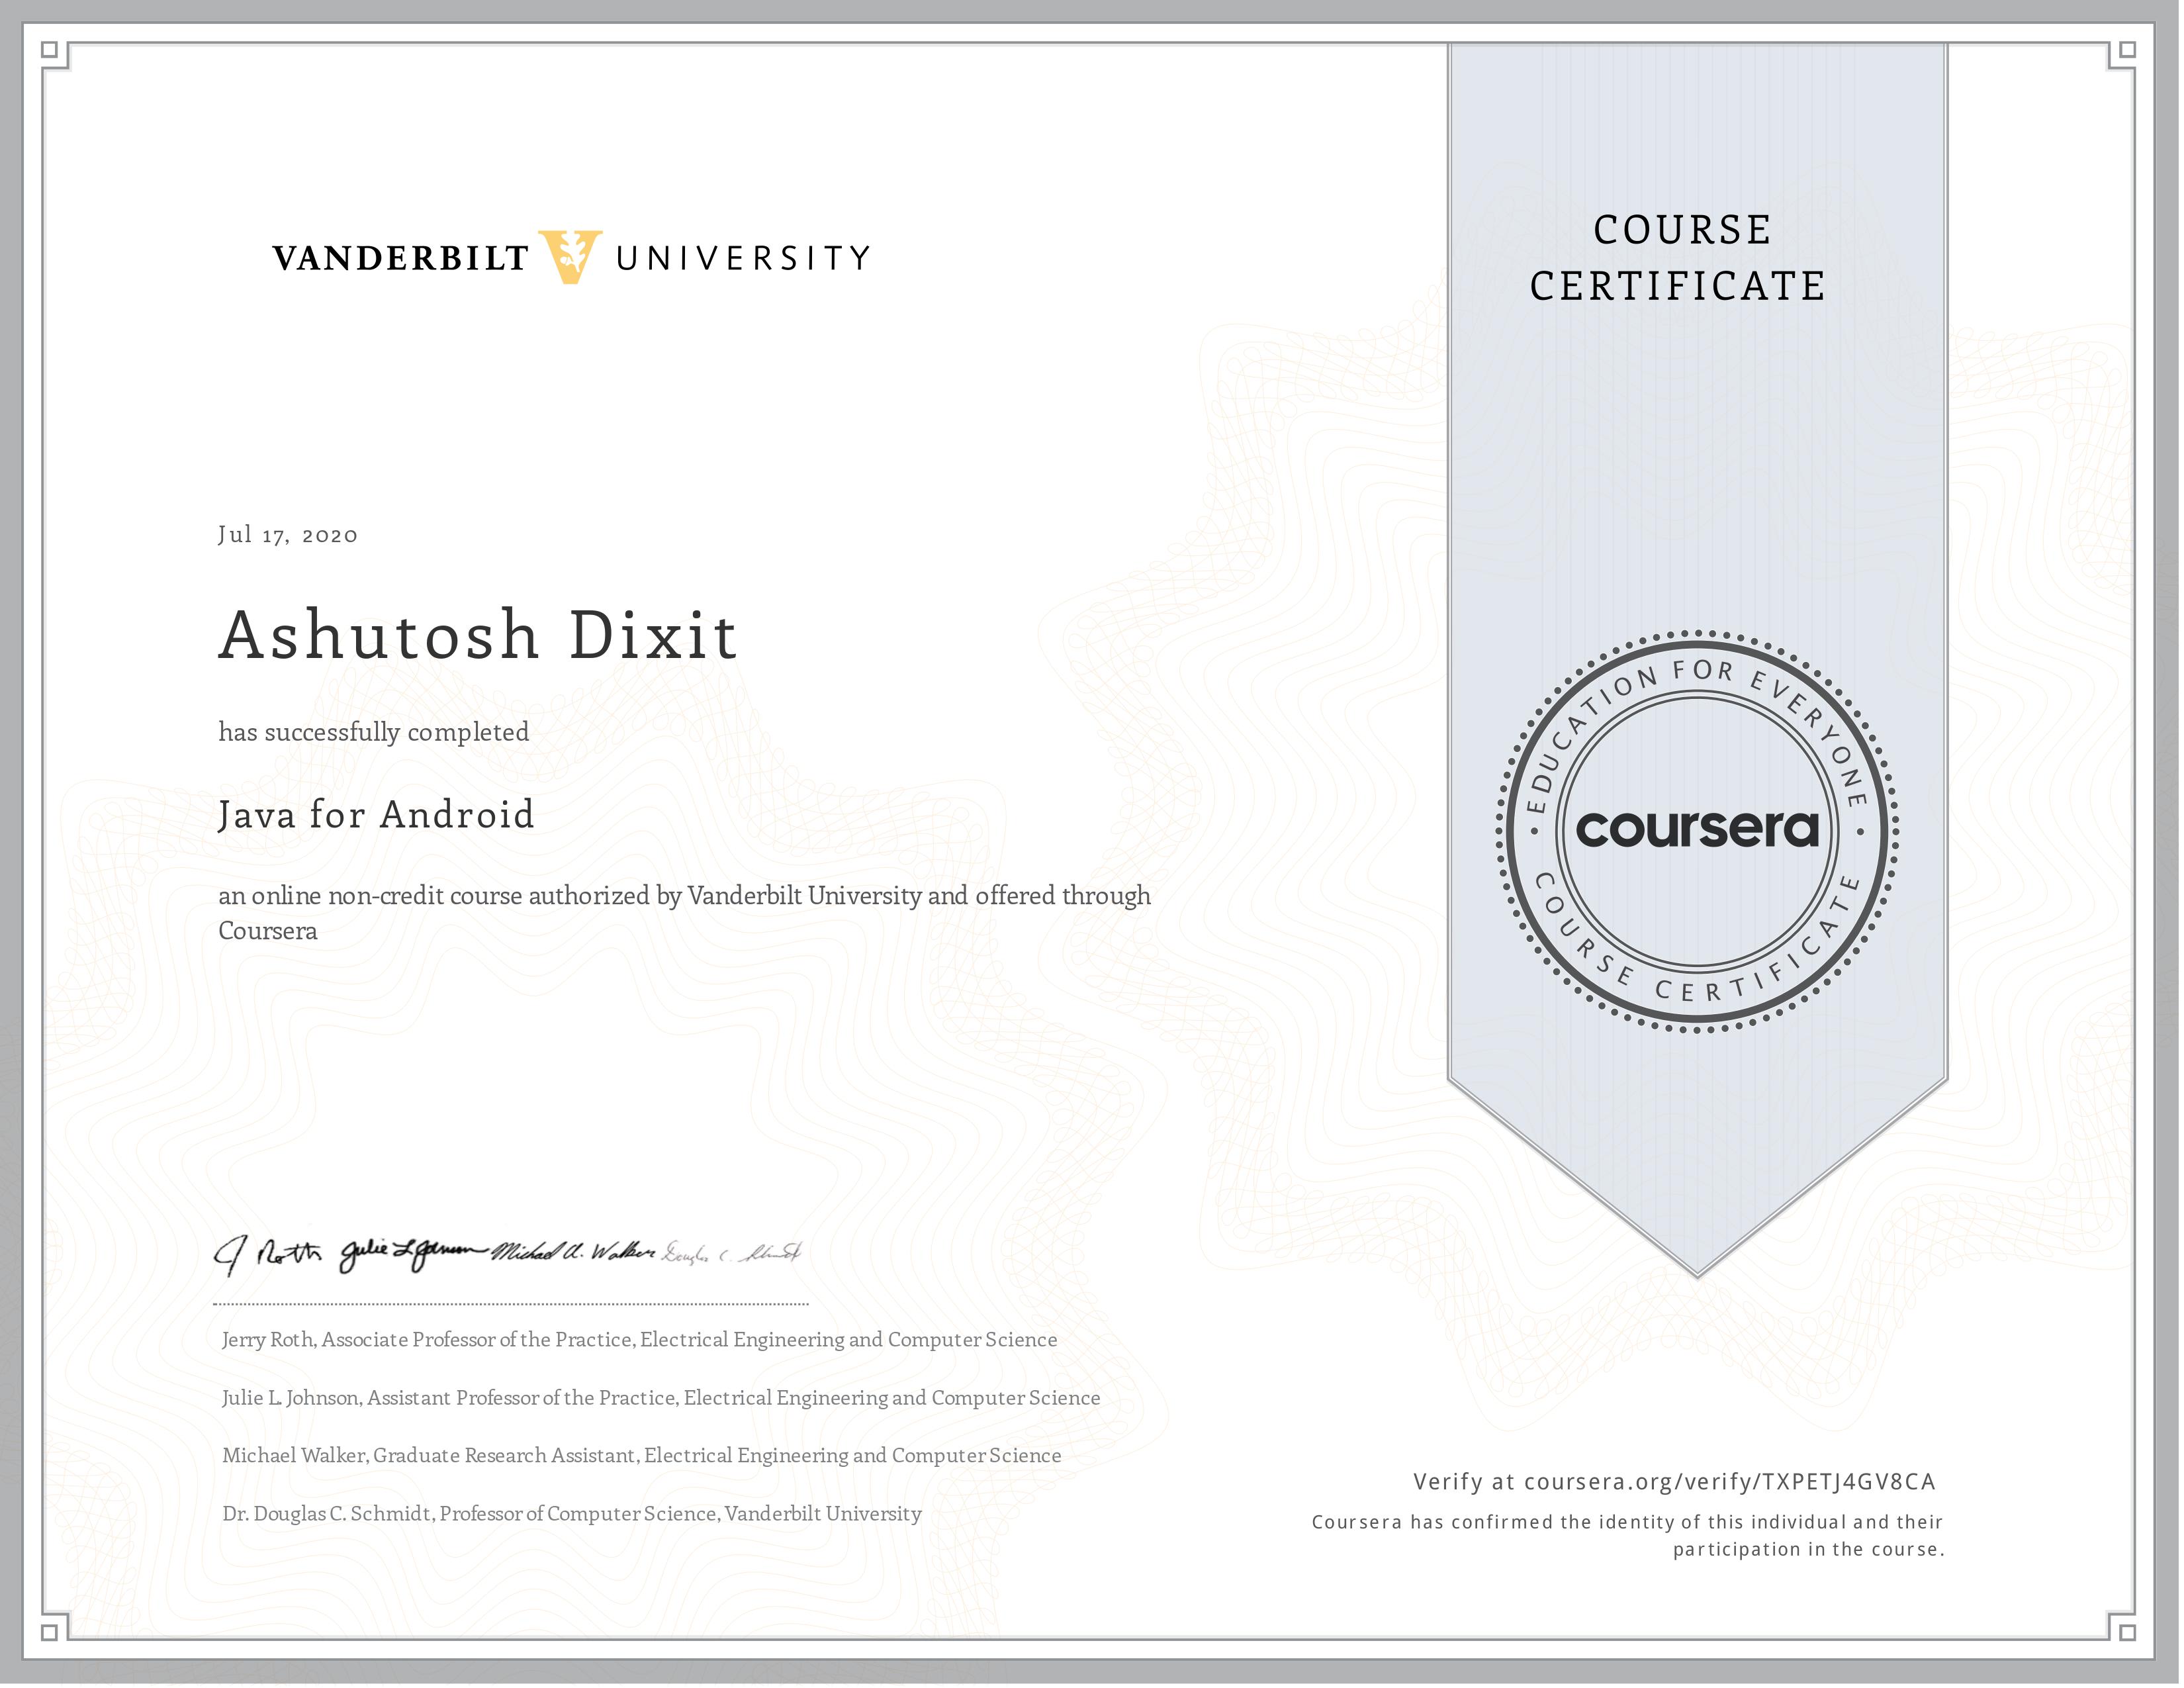 VANDERBILT V UNIVERSITY
COURSE
CERTIFICATE
Jul 17, 2020
Ashutosh Dixit
has successfully completed
Java for Android
an online non-credit course authorized by Vanderbilt University and offered through
Coursera
EDUCATION FOR EVERYONE
coursera
COURSE CERTIFICATE
J Roth Julie L Johnson Michael A. Walker Douglas C. Schmidt
Jerry Roth, Associate Professor of the Practice, Electrical Engineering and Computer Science
Julie L. Johnson, Assistant Professor of the Practice, Electrical Engineering and Computer Science
Michael Walker, Graduate Research Assistant, Electrical Engineering and Computer Science
Dr. Douglas C. Schmidt, Professor of Computer Science, Vanderbilt University
Verify at coursera.org/verify/TXPETJ4GV8CA
Coursera has confirmed the identity of this individual and their
participation in the course.